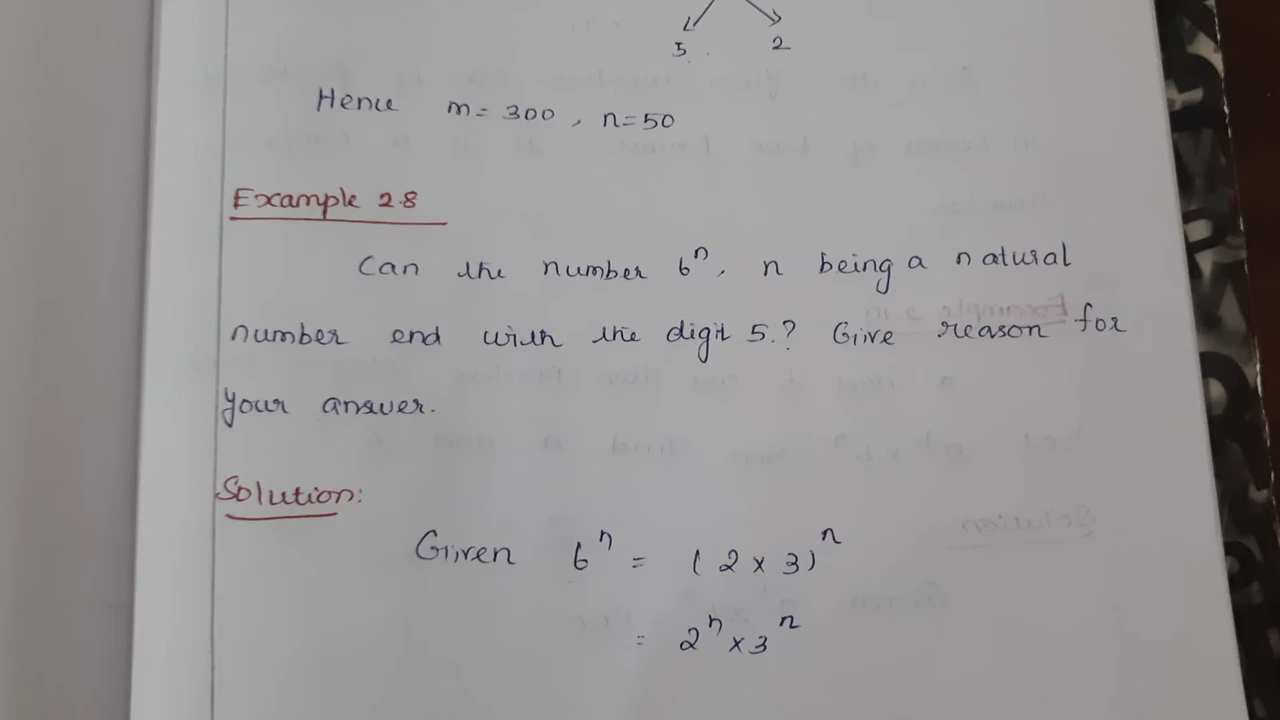 5 2
Hence m = 300, n = 50
Example 2.8
Can the number 6ⁿ, n being a natural
number end with the digit 5.? Give reason for
your answer.
Solution:
Given 6ⁿ = (2 × 3)ⁿ
= 2ⁿ × 3ⁿ